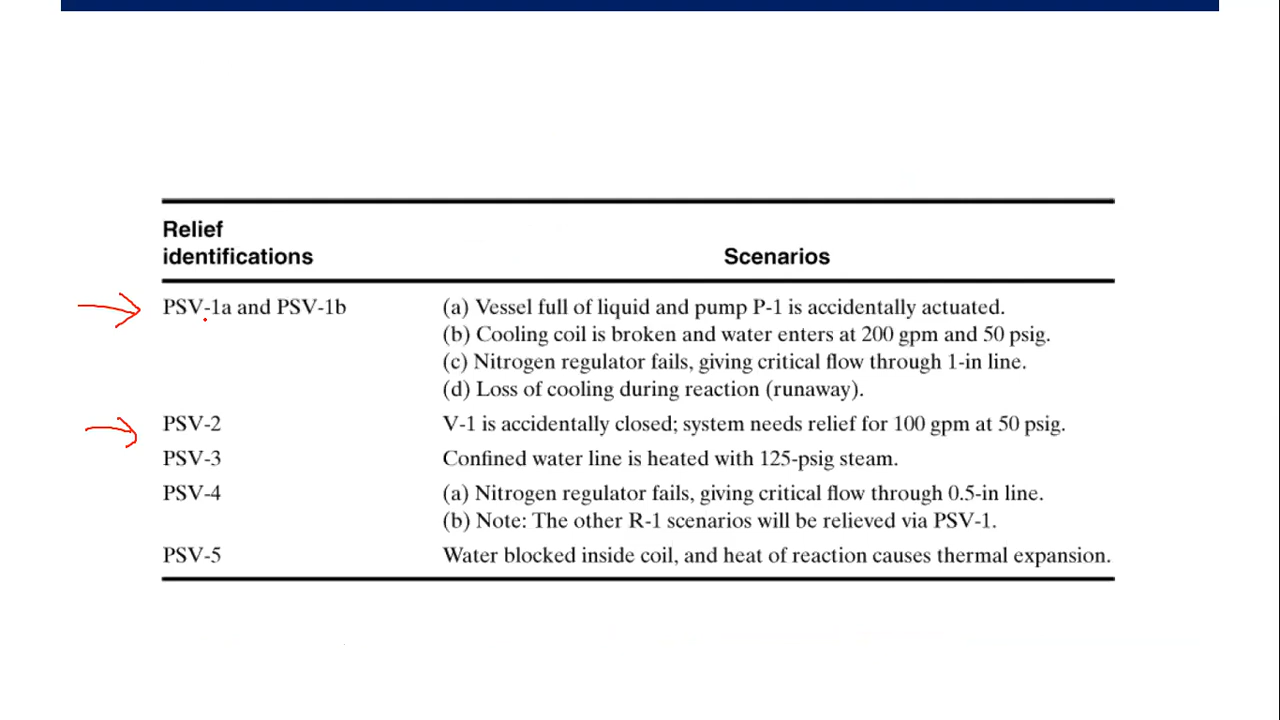 Relief
identifications
Scenarios
PSV-1a and PSV-1b
(a) Vessel full of liquid and pump P-1 is accidentally actuated.
(b) Cooling coil is broken and water enters at 200 gpm and 50 psig.
(c) Nitrogen regulator fails, giving critical flow through 1-in line.
(d) Loss of cooling during reaction (runaway).
PSV-2
V-1 is accidentally closed; system needs relief for 100 gpm at 50 psig.
PSV-3
Confined water line is heated with 125-psig steam.
PSV-4
(a) Nitrogen regulator fails, giving critical flow through 0.5-in line.
(b) Note: The other R-1 scenarios will be relieved via PSV-1.
PSV-5
Water blocked inside coil, and heat of reaction causes thermal expansion.